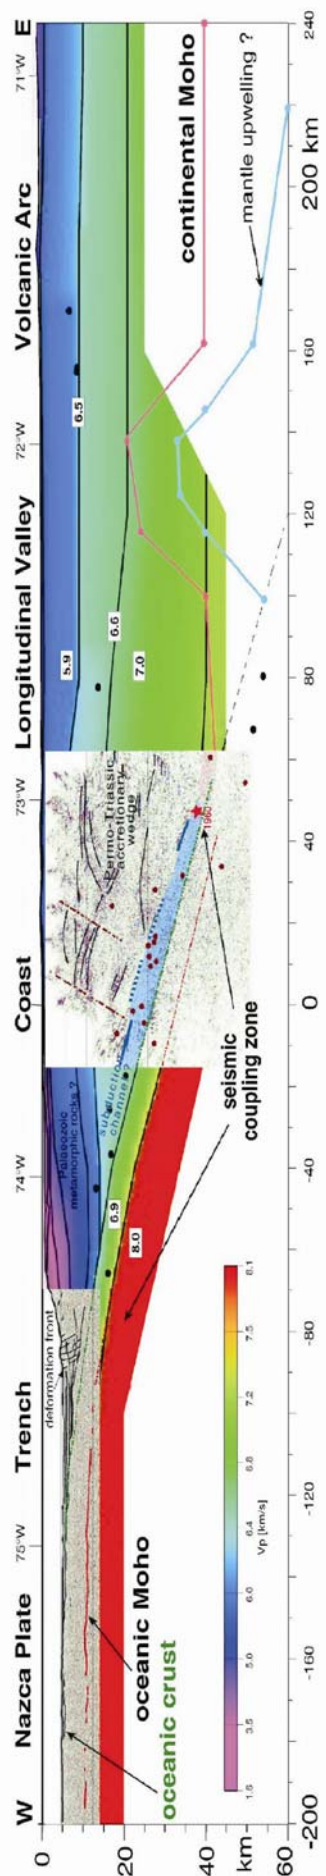 W Nazca Plate Trench Coast Longitudinal Valley Volcanic Arc E
75°W 74°W 73°W 72°W 71°W
deformation front
Palaeozoic
metamorphic rocks ?
subduction
channel ?
Permo-Triassic
accretionary
wedge
5.9
6.5
6.6
7.0
6.9
8.0
1960
continental Moho
mantle upwelling ?
oceanic Moho
oceanic crust
seismic
coupling zone
1.6 3.5 5.0 6.0 6.4 6.8 7.2 7.5 8.1
Vp [km/s]
0
20
40
km
60
-200 -160 -120 -80 -40 0 40 80 120 160 200 km 240